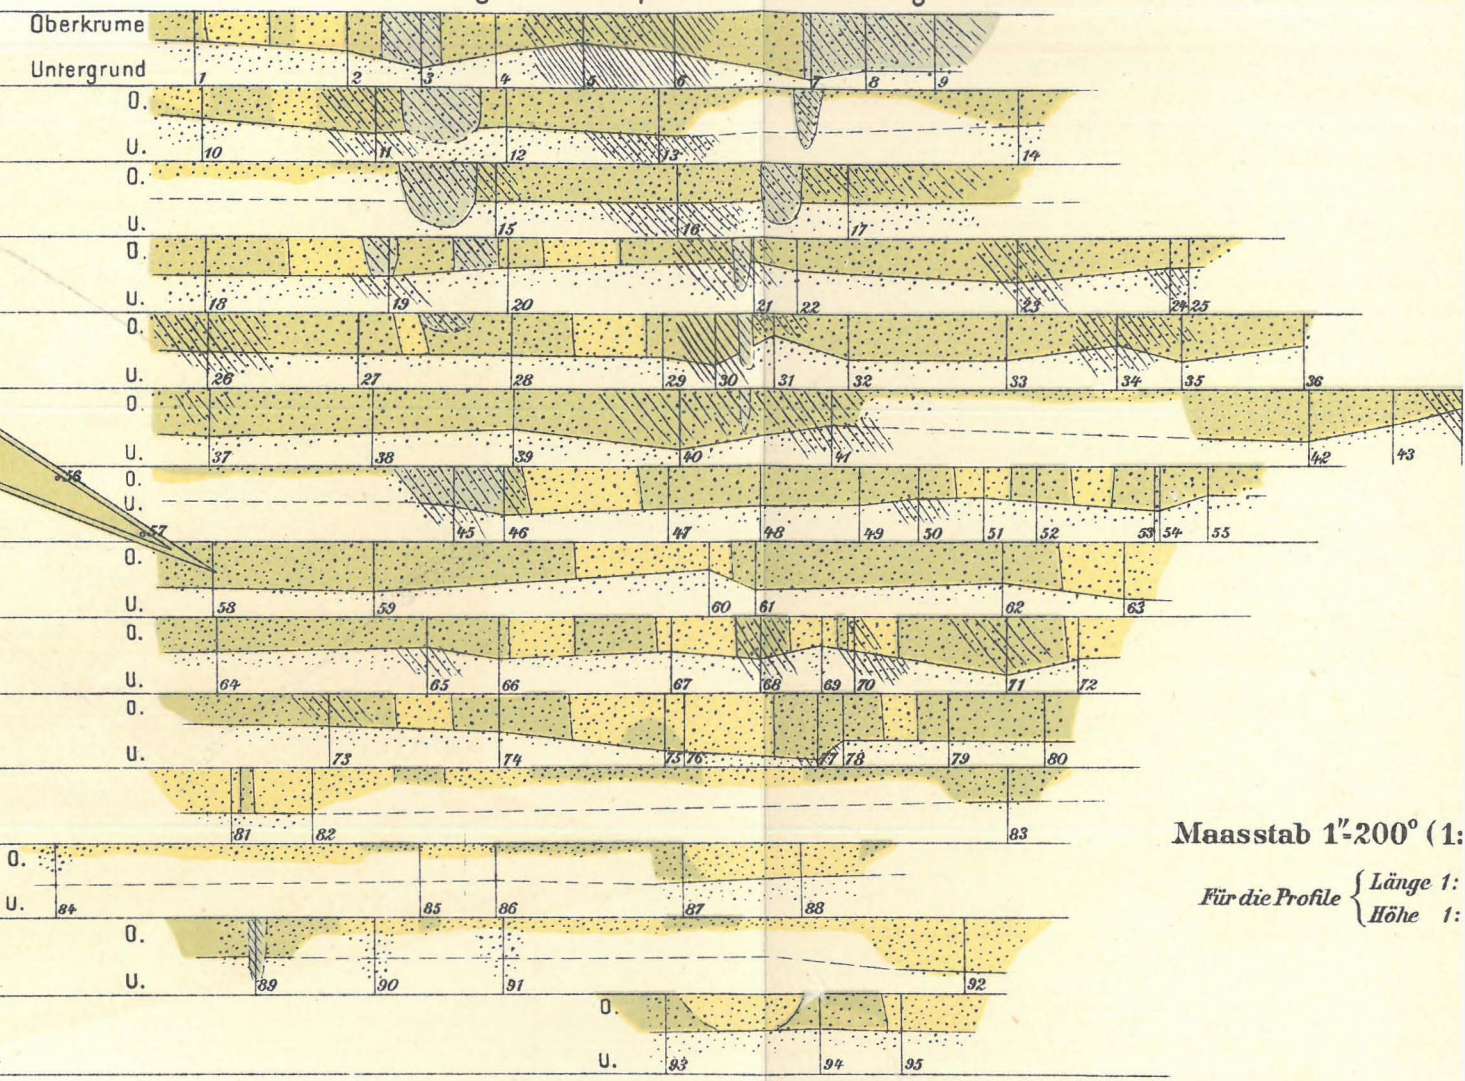 Oberkrume
Untergrund
1 2 3 4 5 6 7 8 9
O.
U.
10 11 12 13 14
O.
U.
15 16 17
O.
U.
18 19 20 21 22 23 24 25
O.
U.
26 27 28 29 30 31 32 33 34 35 36
O.
U.
37 38 39 40 41 42 43
56
O.
U.
45 46 47 48 49 50 51 52 53 54 55
57
O.
U.
58 59 60 61 62 63
O.
U.
64 65 66 67 68 69 70 71 72
O.
U.
73 74 75 76 77 78 79 80
81 82 83
Maasstab 1"=200° (1:
O.
U.
84 85 86 87 88
Für die Profile { Länge 1:
Höhe 1:
O.
U.
89 90 91 92
O.
U.
93 94 95